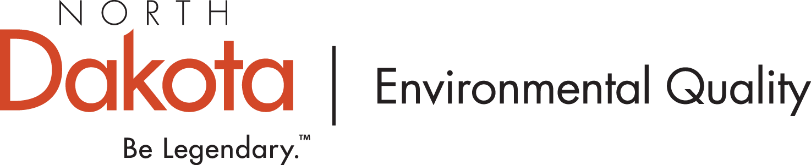 NORTH
Dakota
Be Legendary.™
Environmental Quality